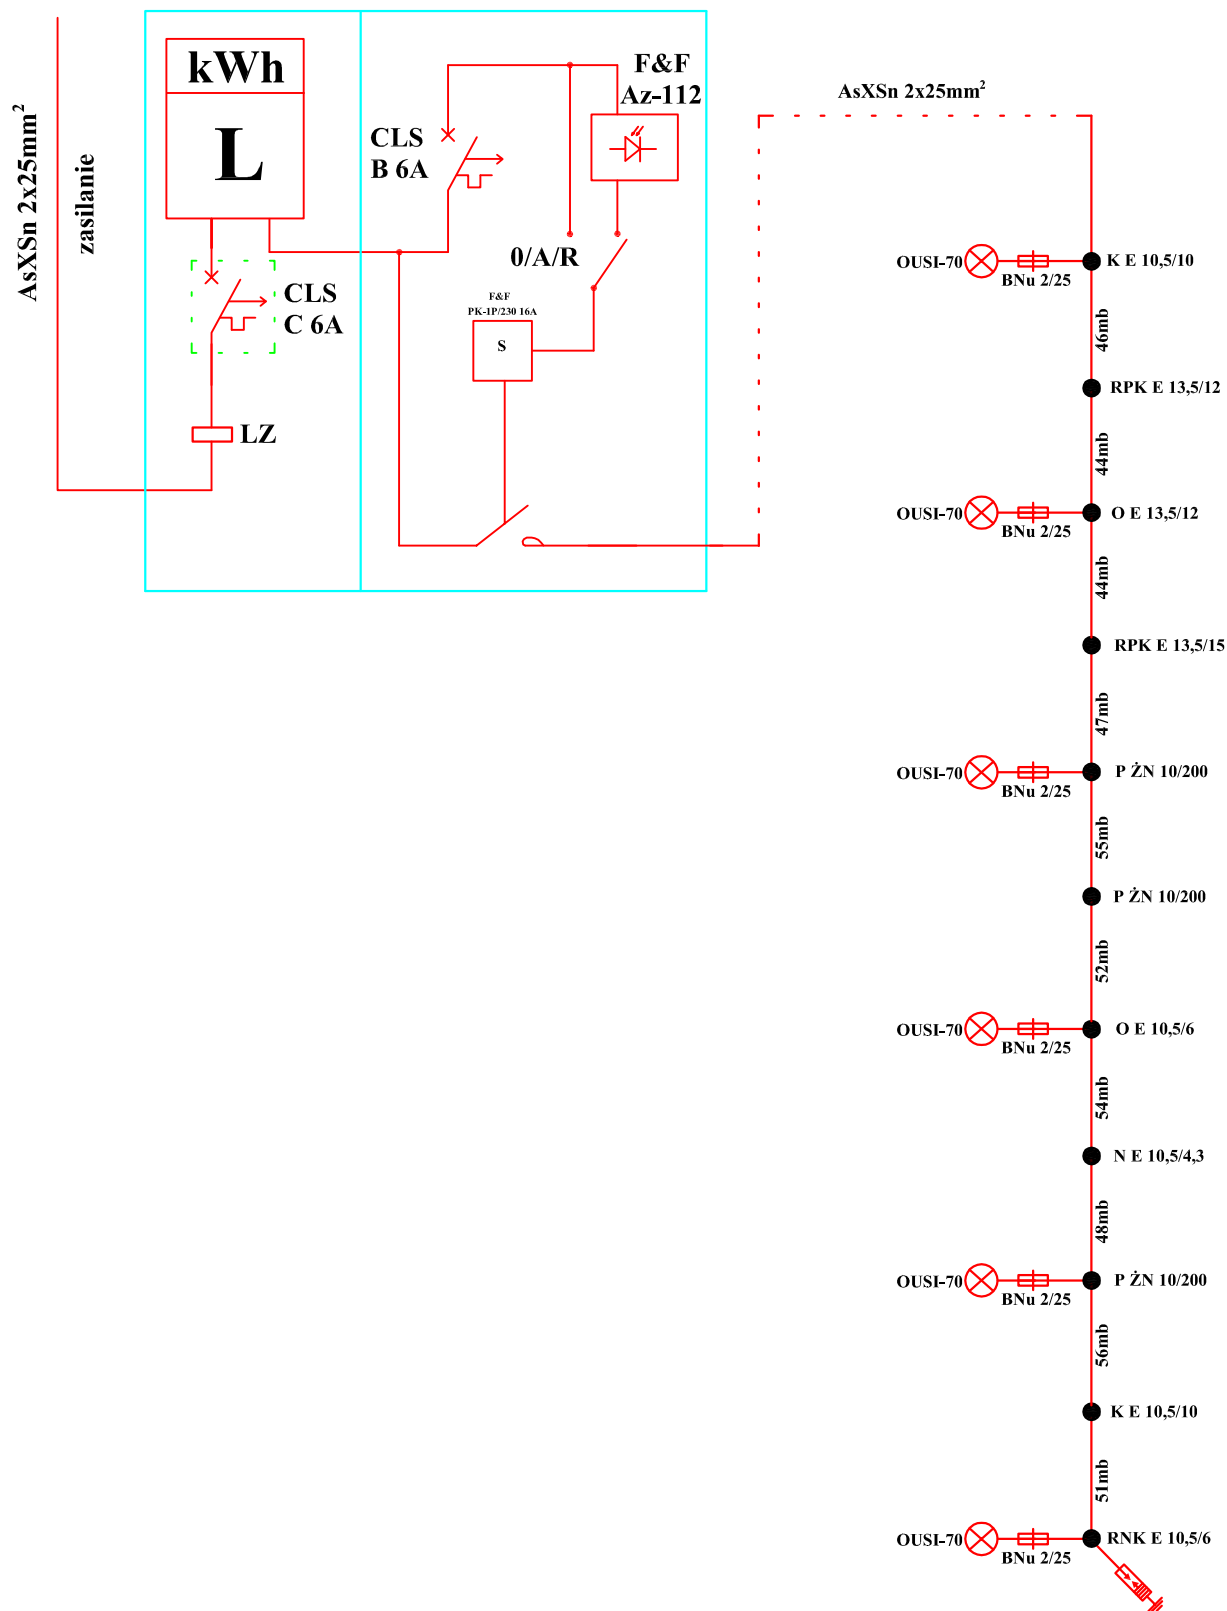 AsXSn 2x25mm²
zasilanie
kWh
L
CLS
C 6A
LZ
CLS
B 6A
F&F
Az-112
0/A/R
F&F
PK-1P/230 16A
S
AsXSn 2x25mm²
OUSI-70
BNu 2/25
K E 10,5/10
46mb
RPK E 13,5/12
44mb
OUSI-70
BNu 2/25
O E 13,5/12
44mb
RPK E 13,5/15
47mb
OUSI-70
BNu 2/25
P ŻN 10/200
55mb
P ŻN 10/200
52mb
OUSI-70
BNu 2/25
O E 10,5/6
54mb
N E 10,5/4,3
48mb
OUSI-70
BNu 2/25
P ŻN 10/200
56mb
K E 10,5/10
51mb
OUSI-70
BNu 2/25
RNK E 10,5/6